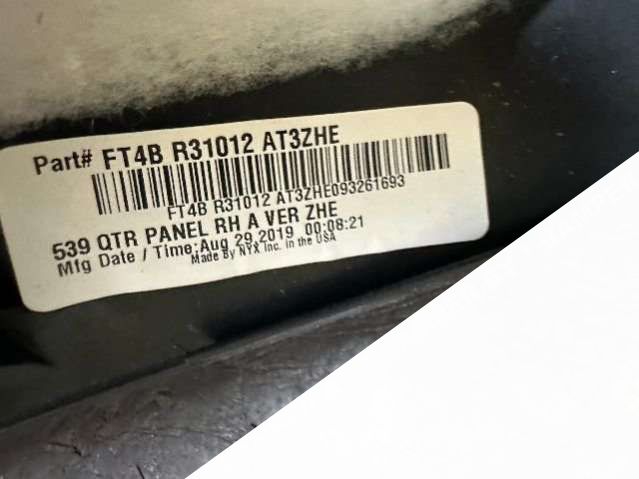 Part# FT4B R31012 AT3ZHE
FT4B R31012 AT3ZHE093261693
539 QTR PANEL RH A VER ZHE
Mfg Date / Time:Aug 29,2019 00:08:21
Made By NYX Inc. in the USA